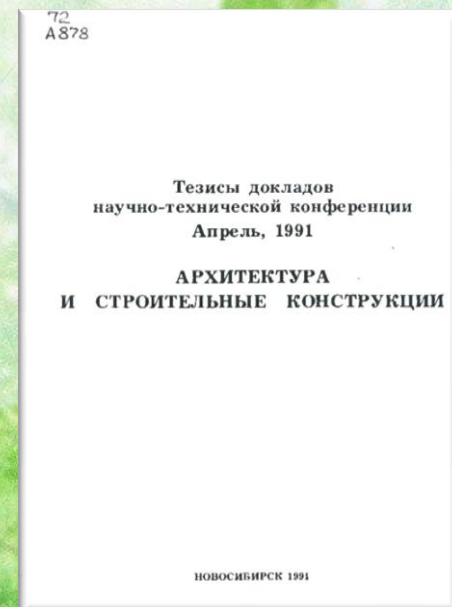 72
А878
Тезисы докладов
научно-технической конференции
Апрель, 1991
АРХИТЕКТУРА
И СТРОИТЕЛЬНЫЕ КОНСТРУКЦИИ
НОВОСИБИРСК 1991